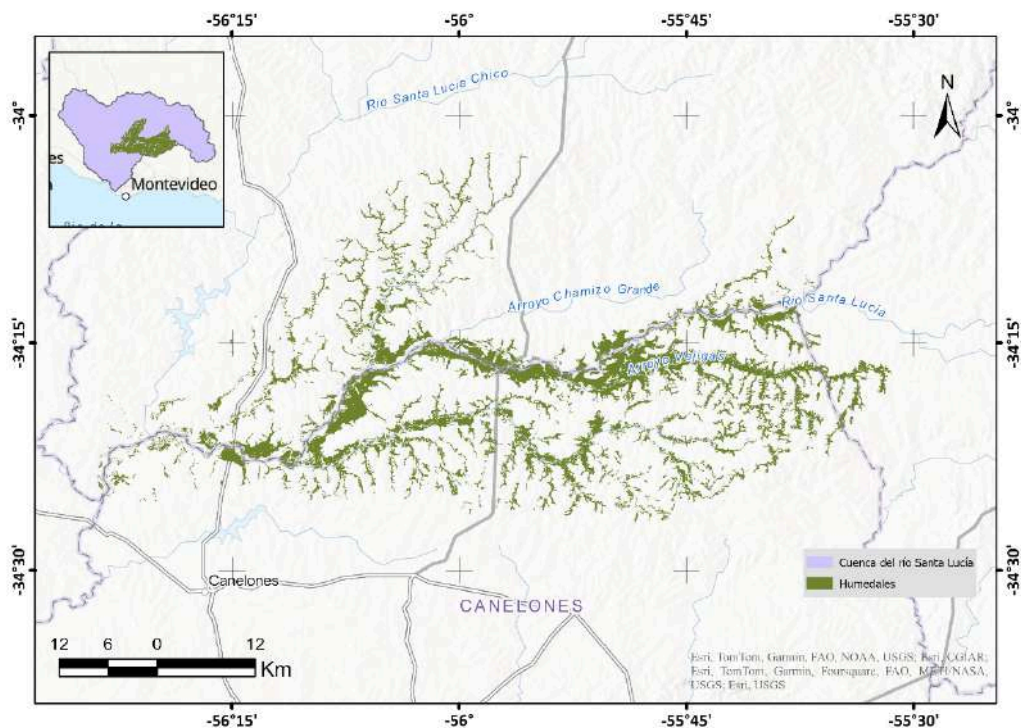 -56°15'
-56°
-55°45'
-55°30'
-34°
-34°
Río Santa Lucía Chico
N
Montevideo
Arroyo Chamizo Grande
Río Santa Lucía
-34°15'
-34°15'
Arroyo Vejigas
-34°30'
-34°30'
Cuenca del río Santa Lucía
Humedales
Canelones
CANELONES
12 6 0 12
Km
Esri, TomTom, Garmin, FAO, NOAA, USGS; Esri, CGIAR;
Esri, TomTom, Garmin, Foursquare, FAO, METI/NASA,
USGS; Esri, USGS
-56°15'
-56°
-55°45'
-55°30'